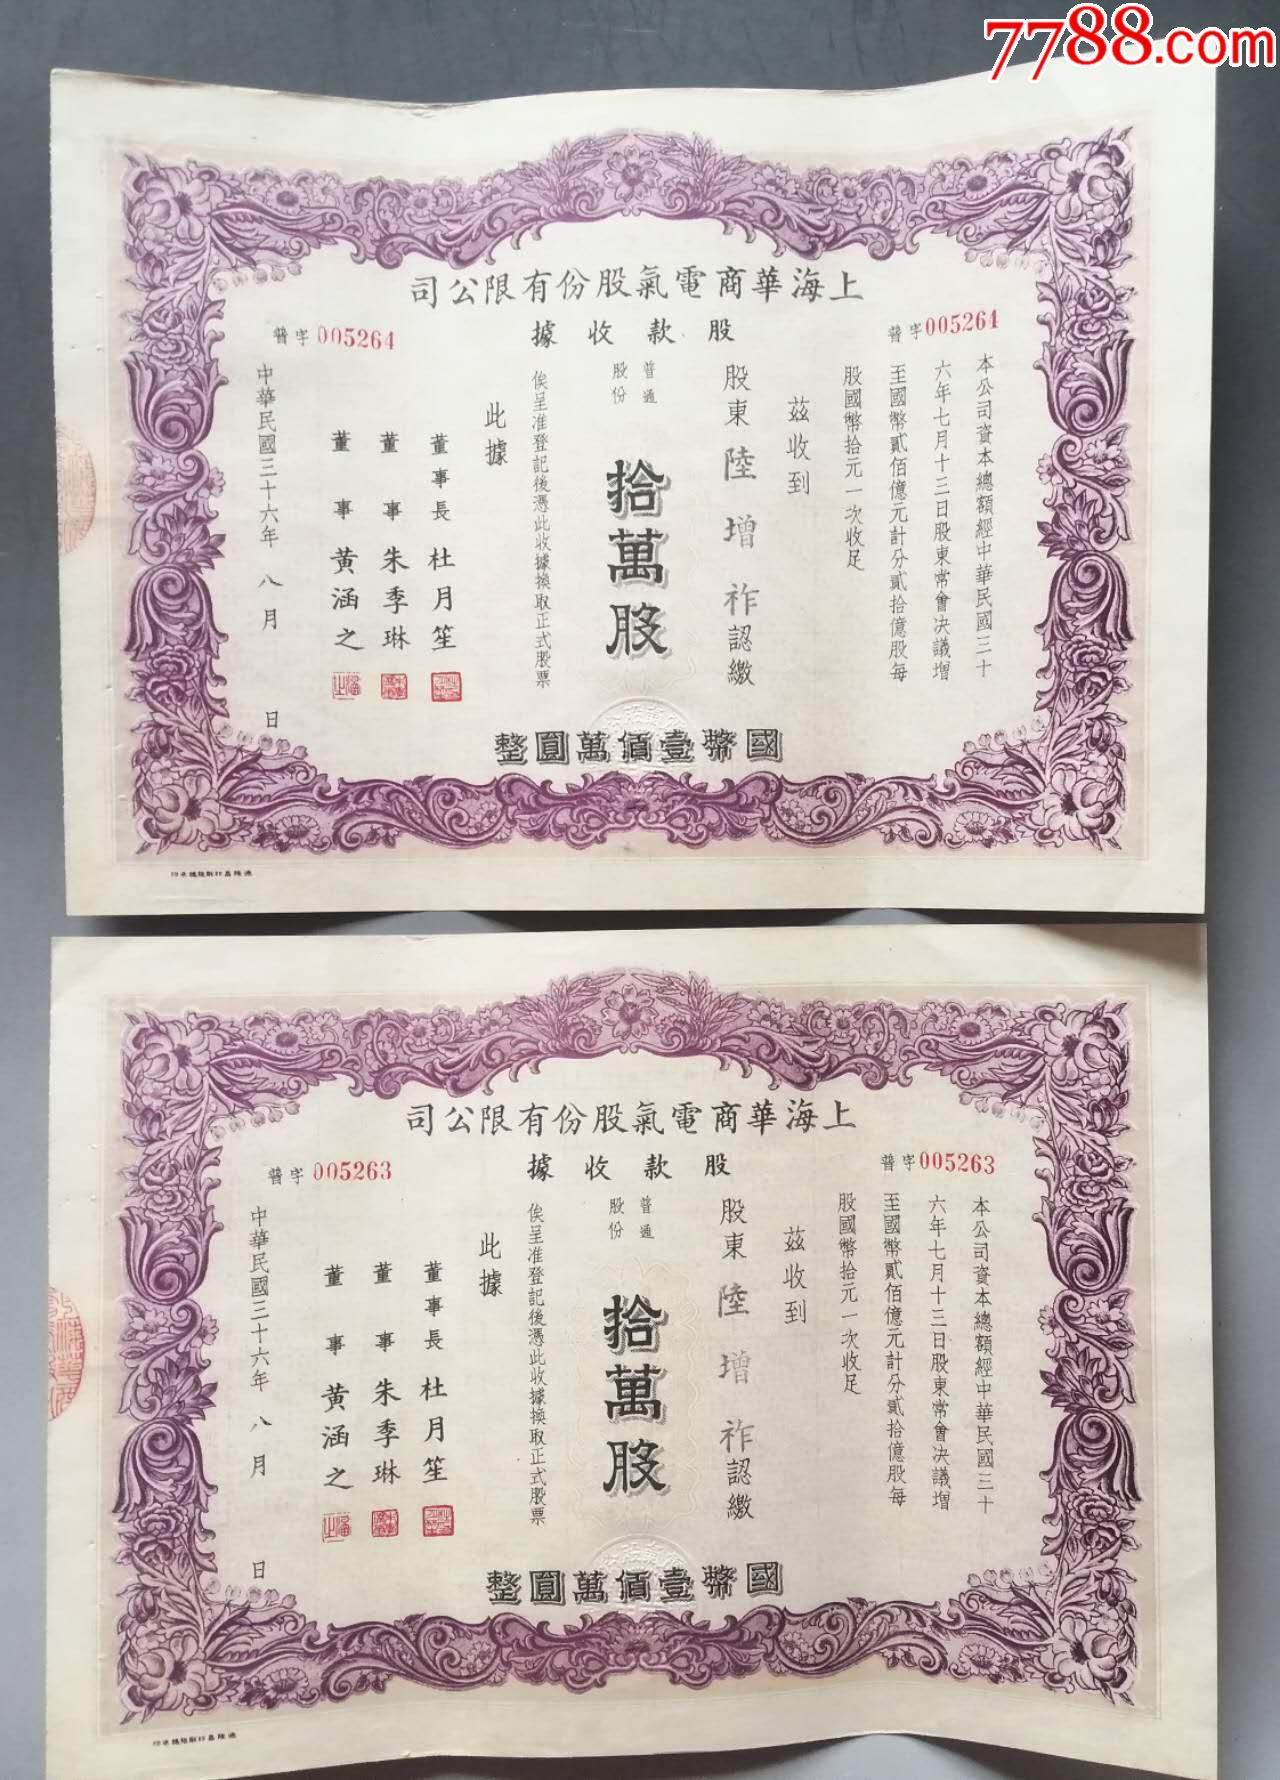 7788.com
上海華商電氣股份有限公司
股款收據
普字005264
普字005264
本公司資本總額經中華民國三十
六年七月十三日股東常會決議增
至國幣貳佰億元計分貳拾億股每
股國幣拾元一次收足
茲收到
股東陸增祚認繳
普通
股份
拾萬股
國幣壹佰萬圓整
俟呈准登記後憑此收據換取正式股票
此據
董事長 杜月笙
董事 朱季琳
董事 黃涵之
中華民國三十六年 八月 日
上海華商電氣股份有限公司
股款收據
普字005263
普字005263
本公司資本總額經中華民國三十
六年七月十三日股東常會決議增
至國幣貳佰億元計分貳拾億股每
股國幣拾元一次收足
茲收到
股東陸增祚認繳
普通
股份
拾萬股
國幣壹佰萬圓整
俟呈准登記後憑此收據換取正式股票
此據
董事長 杜月笙
董事 朱季琳
董事 黃涵之
中華民國三十六年 八月 日